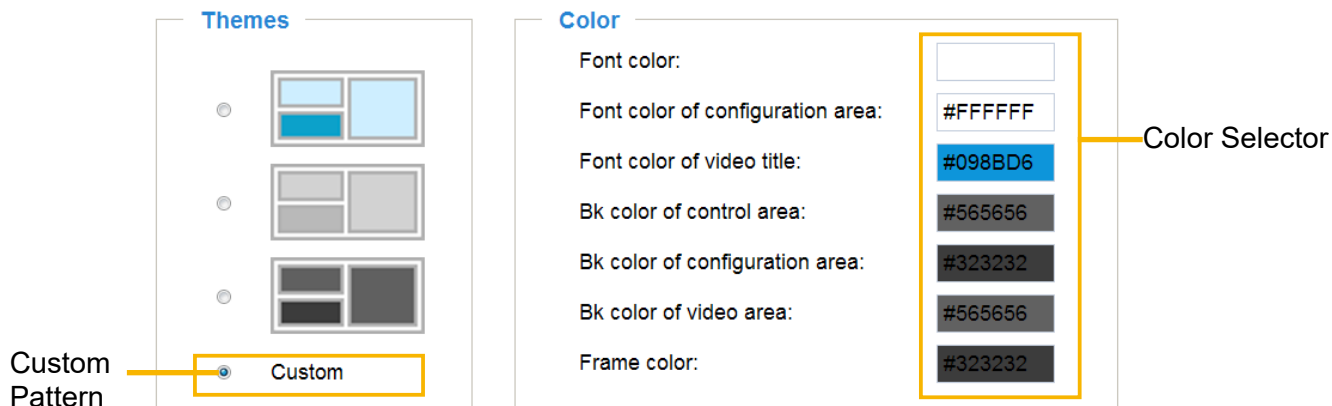 Themes
Color
Font color:
Font color of configuration area: #FFFFFF
Font color of video title: #098BD6
Bk color of control area: #565656
Bk color of configuration area: #323232
Bk color of video area: #565656
Frame color: #323232
Color Selector
Custom
Pattern
Custom